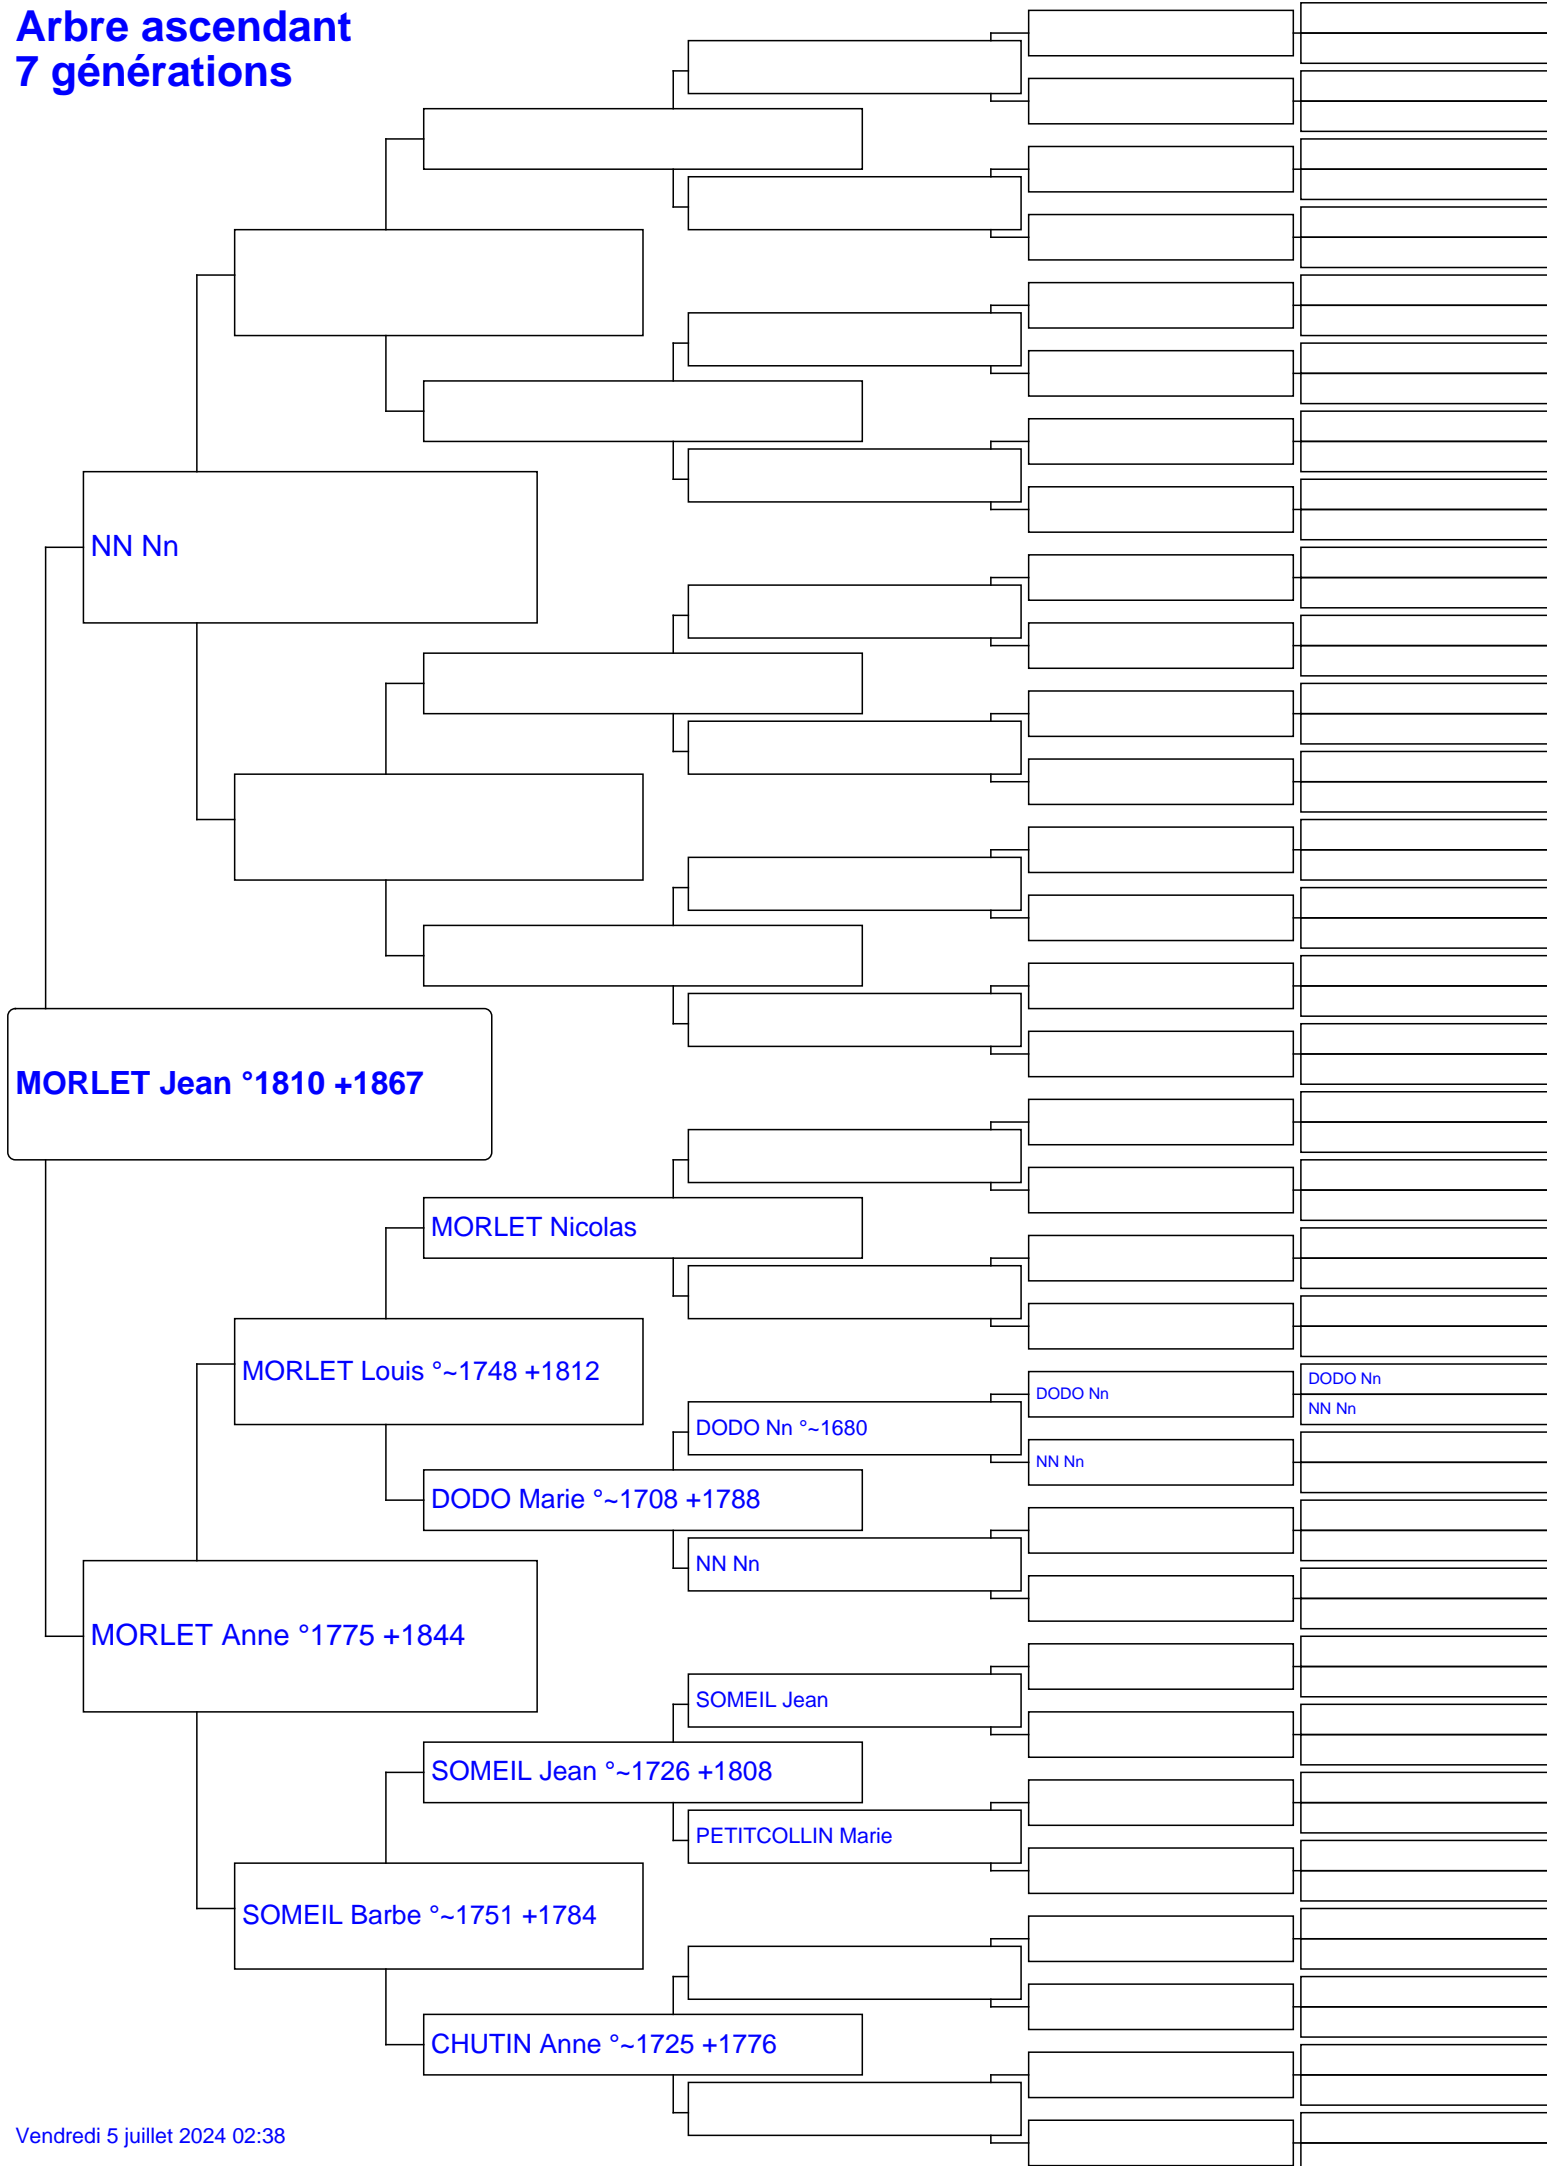 Arbre ascendant
7 générations
NN Nn
MORLET Jean °1810 +1867
MORLET Nicolas
MORLET Louis °~1748 +1812
DODO Nn
DODO Nn
NN Nn
DODO Nn °~1680
NN Nn
DODO Marie °~1708 +1788
NN Nn
MORLET Anne °1775 +1844
SOMEIL Jean
SOMEIL Jean °~1726 +1808
PETITCOLLIN Marie
SOMEIL Barbe °~1751 +1784
CHUTIN Anne °~1725 +1776
Vendredi 5 juillet 2024 02:38